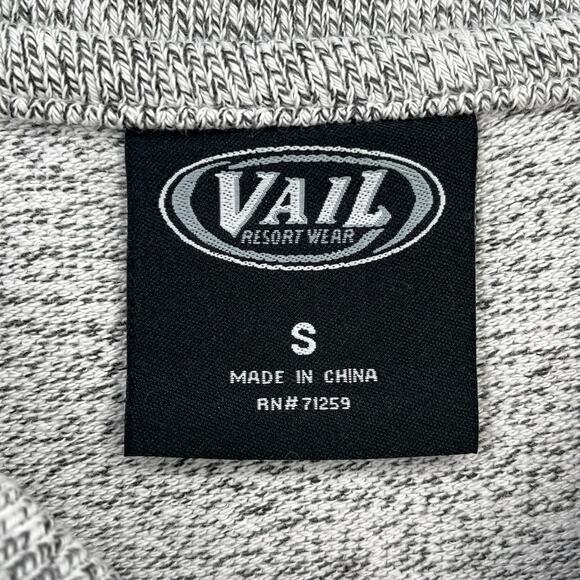 VAIL
RESORT WEAR
S
MADE IN CHINA
RN# 71259